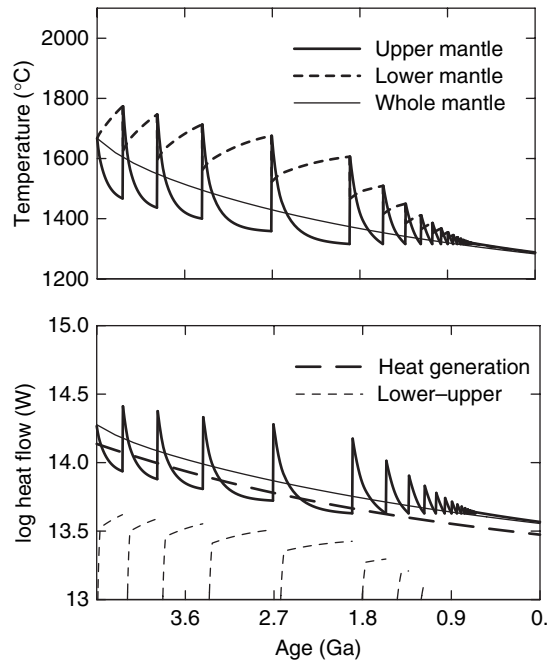 2000
1800
1600
1400
1200
Temperature (°C)
Upper mantle
Lower mantle
Whole mantle
15.0
14.5
14.0
13.5
13
log heat flow (W)
Heat generation
Lower–upper
3.6
2.7
1.8
0.9
0.
Age (Ga)